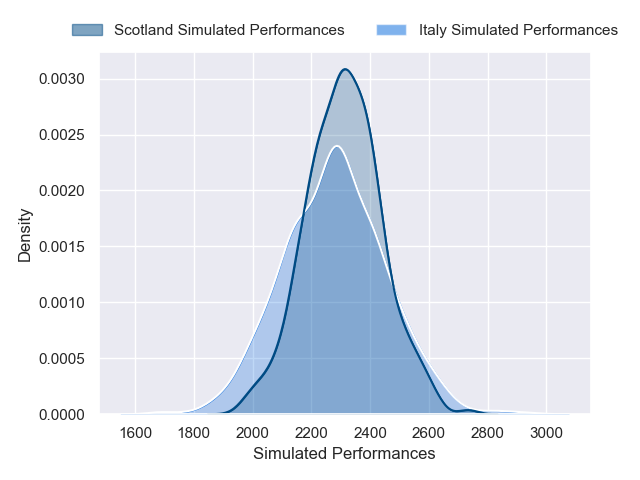 Scotland Simulated Performances
Italy Simulated Performances
0.0030
0.0025
0.0020
0.0015
0.0010
0.0005
0.0000
Density
1600 1800 2000 2200 2400 2600 2800 3000
Simulated Performances